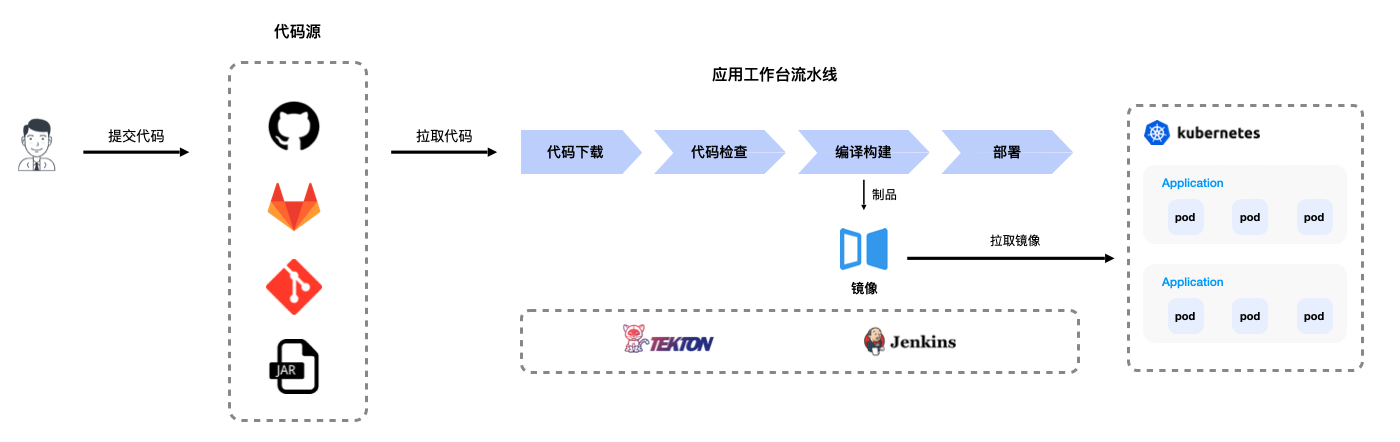 代码源
应用工作台流水线
提交代码
拉取代码
代码下载
代码检查
编译构建
部署
制品
镜像
拉取镜像
JAR
TEKTON
Jenkins
kubernetes
Application
pod pod pod
Application
pod pod pod